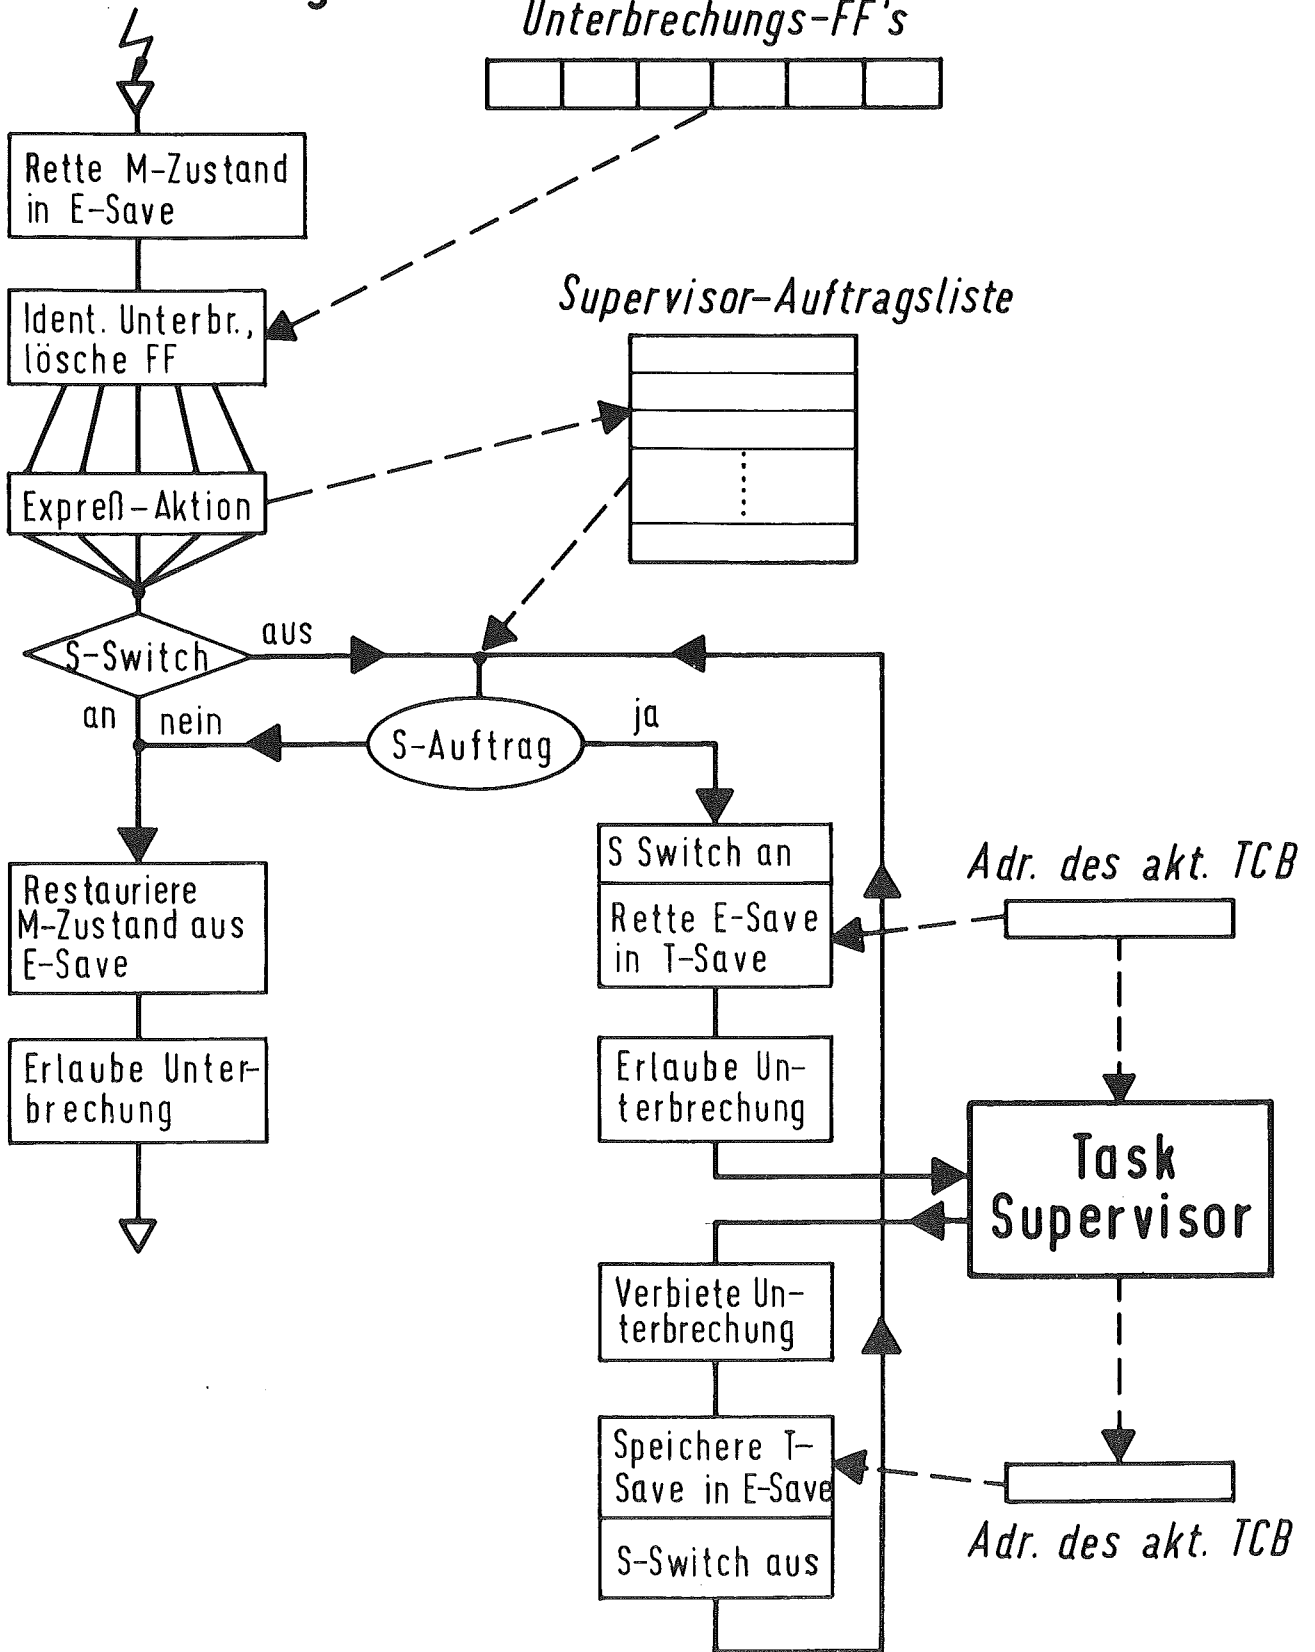 Unterbrechungs-FF's
Rette M-Zustand
in E-Save
Ident. Unterbr.,
lösche FF
Supervisor-Auftragsliste
Expreß-Aktion
S-Switch
aus
an
nein
S-Auftrag
ja
S Switch an
Rette E-Save
in T-Save
Adr. des akt. TCB
Restauriere
M-Zustand aus
E-Save
Erlaube Unter-
brechung
Erlaube Un-
terbrechung
Task
Supervisor
Verbiete Un-
terbrechung
Speichere T-
Save in E-Save
S-Switch aus
Adr. des akt. TCB